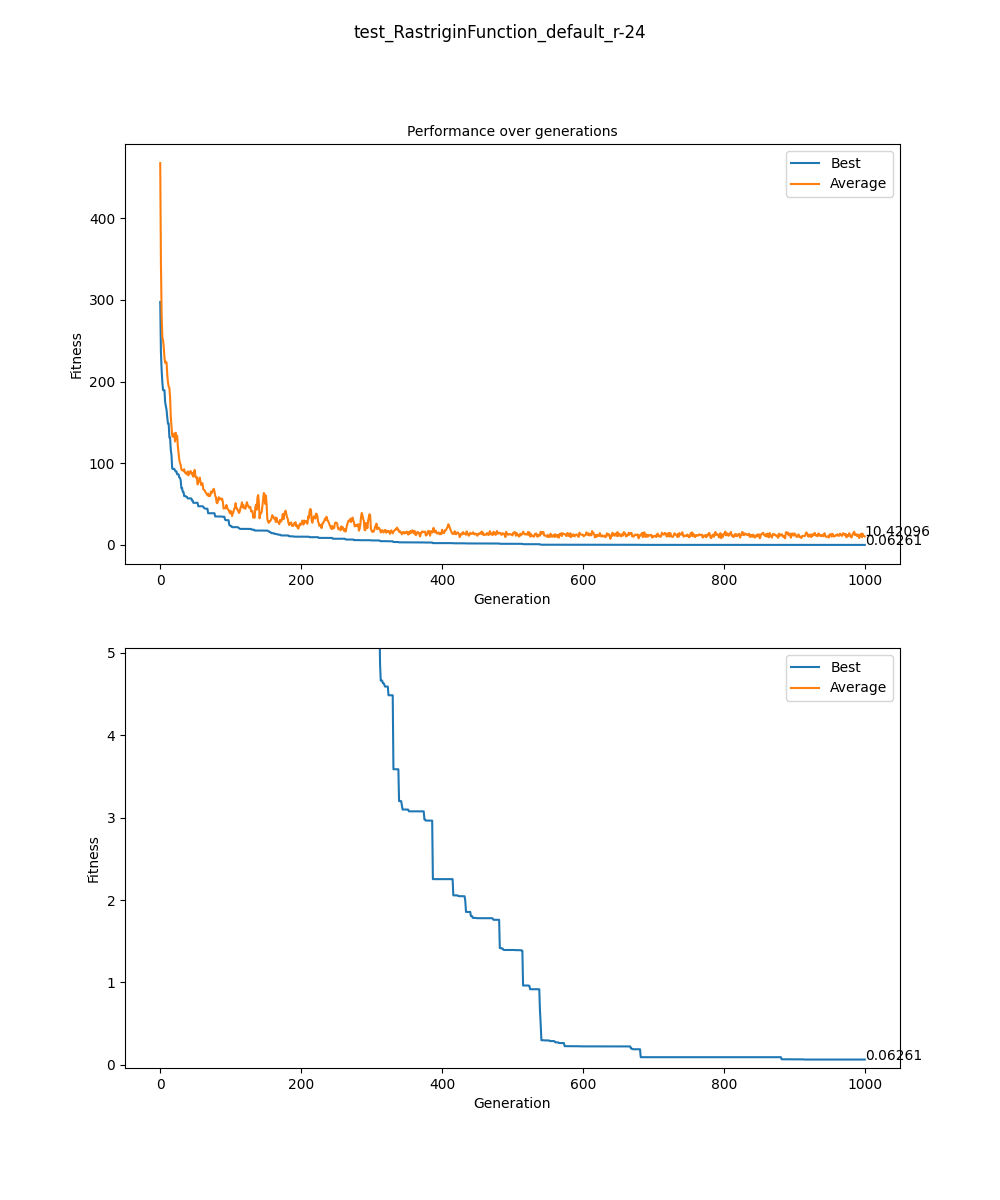 test_RastriginFunction_default_r-24
Performance over generations
Best
Average
Fitness
400
300
200
100
0
10.42096
0.06261
0 200 400 600 800 1000
Generation
Best
Average
Fitness
5
4
3
2
1
0
0.06261
0 200 400 600 800 1000
Generation